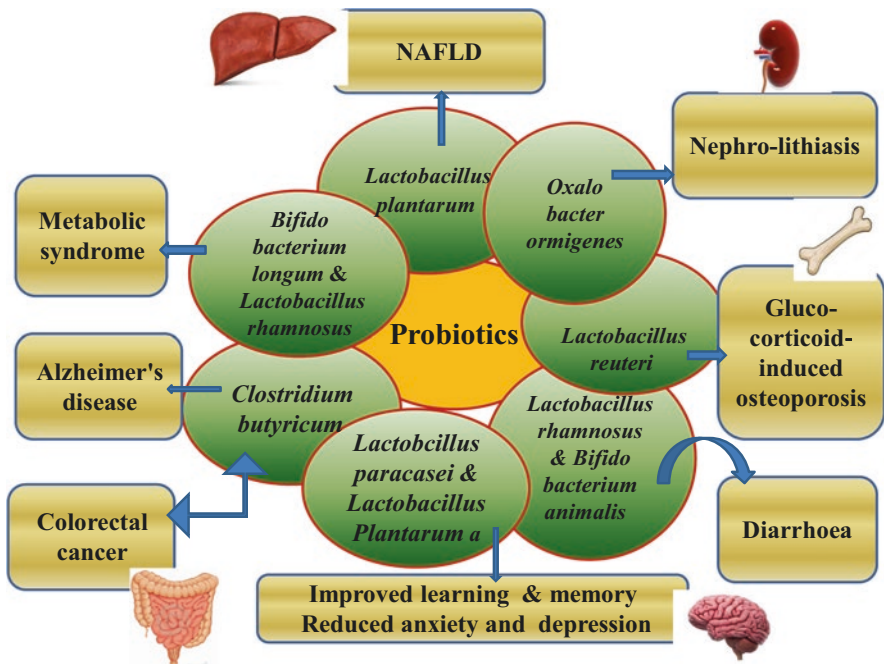 NAFLD
Nephro-lithiasis
Lactobacillus
plantarum
Oxalo
bacter
ormigenes
Metabolic
syndrome
Bifido
bacterium
longum &
Lactobacillus
rhamnosus
Probiotics
Lactobacillus
reuteri
Gluco-
corticoid-
induced
osteoporosis
Alzheimer's
disease
Clostridium
butyricum
Lactobacillus
rhamnosus
& Bifido
bacterium
animalis
Lactobcillus
paracasei &
Lactobacillus
Plantarum a
Colorectal
cancer
Diarrhoea
Improved learning & memory
Reduced anxiety and depression